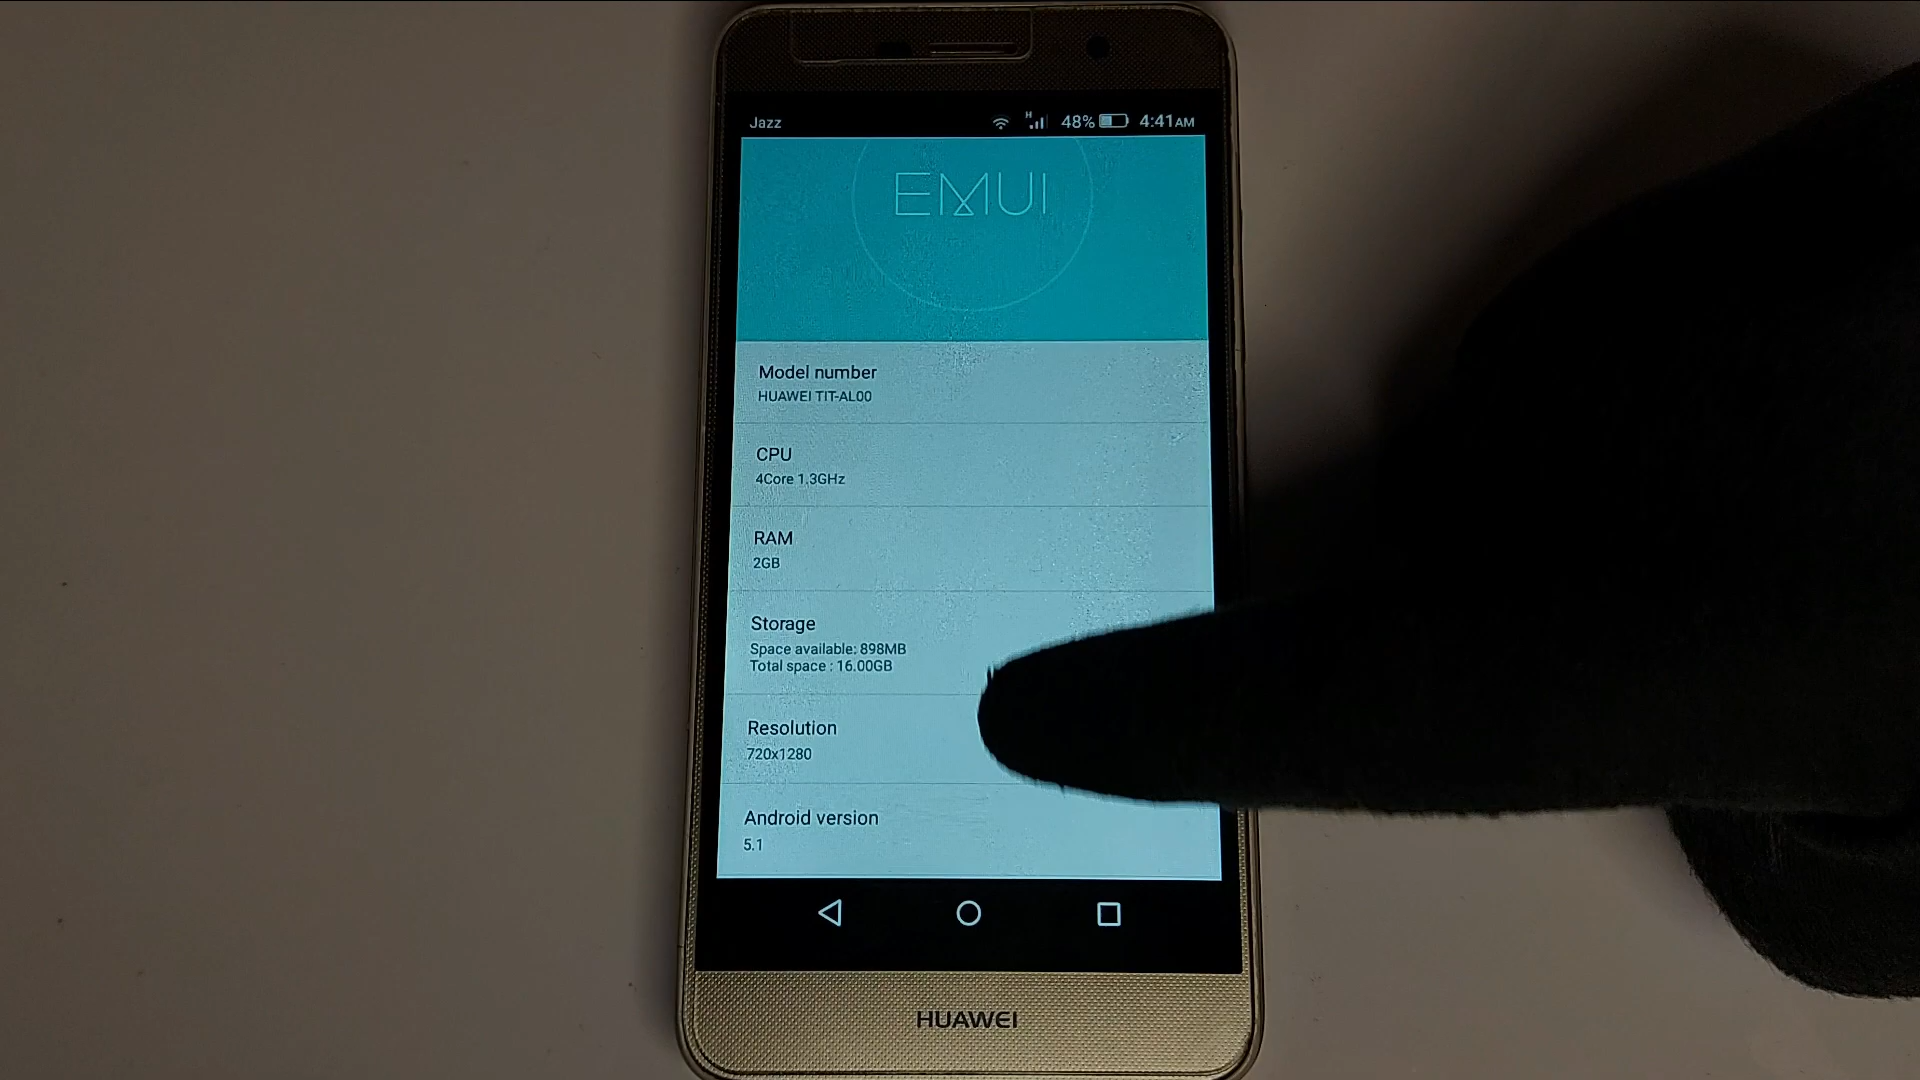 Jazz
H 48% 4:41AM
EMUI
Model number
HUAWEI TIT-AL00
CPU
4Core 1.3GHz
RAM
2GB
Storage
Space available: 898MB
Total space : 16.00GB
Resolution
720x1280
Android version
5.1
HUAWEI